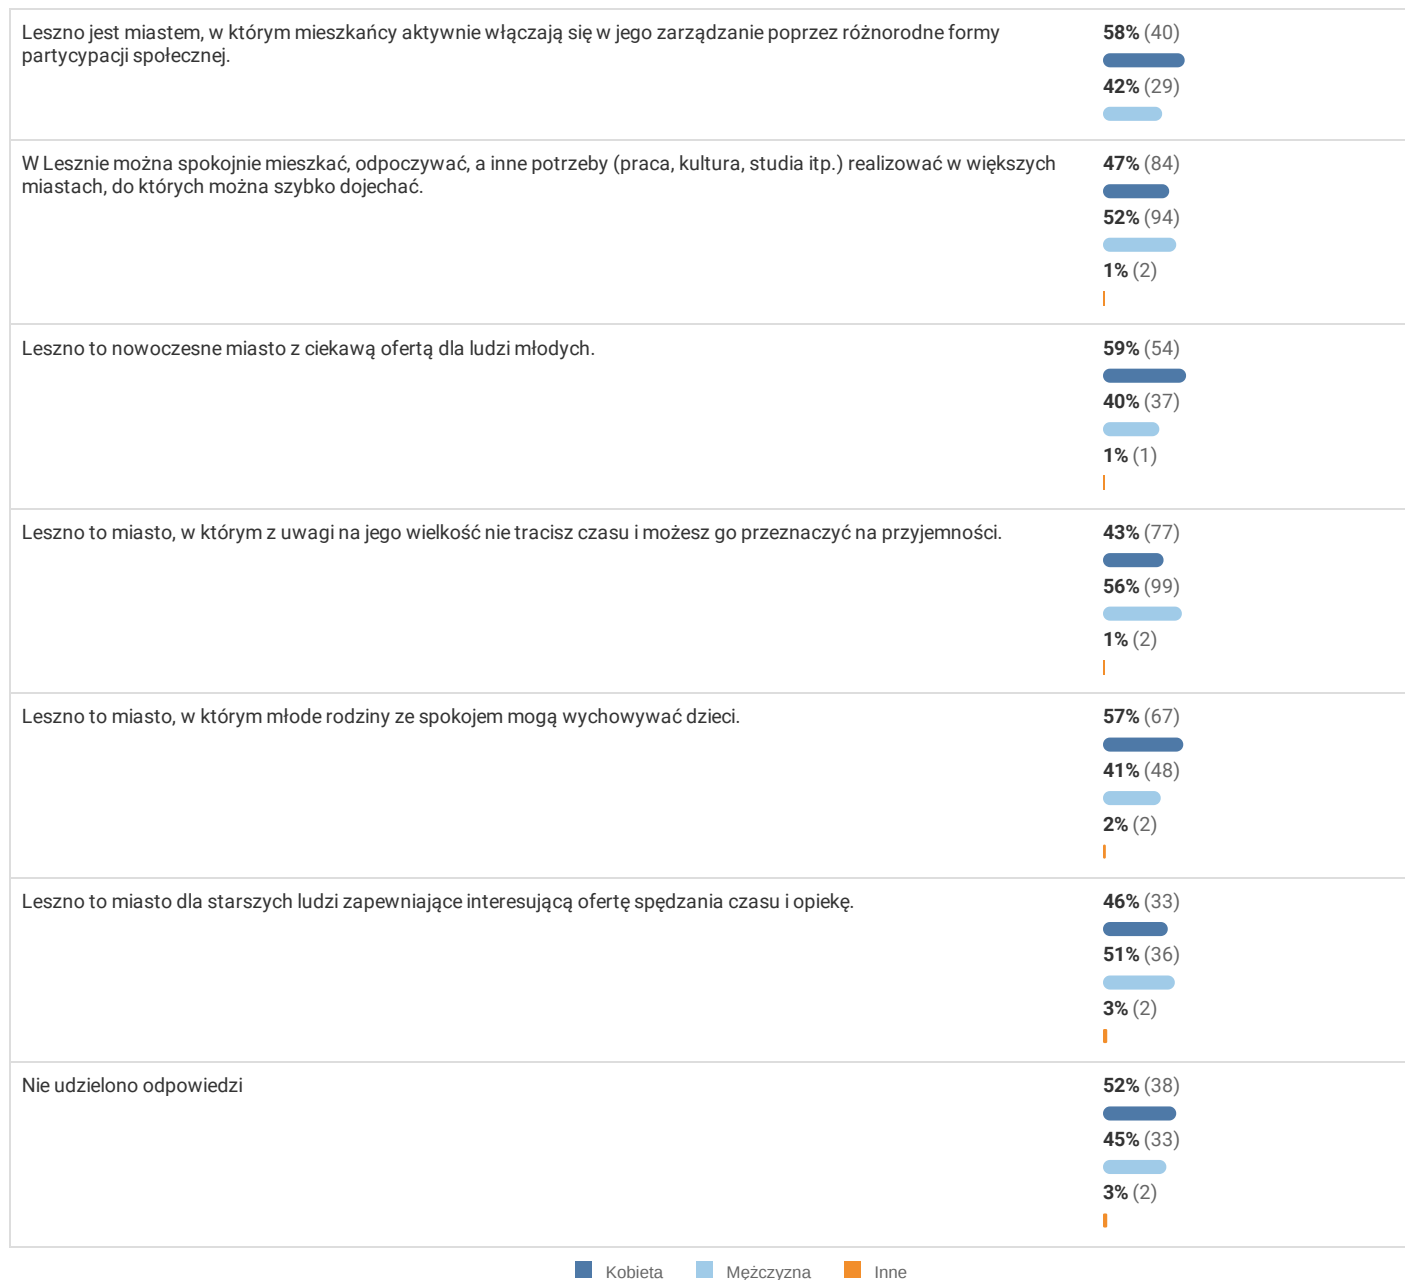 Leszno jest miastem, w którym mieszkańcy aktywnie włączają się w jego zarządzanie poprzez różnorodne formy
partycypacji społecznej.
58% (40)
42% (29)
W Lesznie można spokojnie mieszkać, odpoczywać, a inne potrzeby (praca, kultura, studia itp.) realizować w większych
miastach, do których można szybko dojechać.
47% (84)
52% (94)
1% (2)
Leszno to nowoczesne miasto z ciekawą ofertą dla ludzi młodych.
59% (54)
40% (37)
1% (1)
Leszno to miasto, w którym z uwagi na jego wielkość nie tracisz czasu i możesz go przeznaczyć na przyjemności.
43% (77)
56% (99)
1% (2)
Leszno to miasto, w którym młode rodziny ze spokojem mogą wychowywać dzieci.
57% (67)
41% (48)
2% (2)
Leszno to miasto dla starszych ludzi zapewniające interesującą ofertę spędzania czasu i opiekę.
46% (33)
51% (36)
3% (2)
Nie udzielono odpowiedzi
52% (38)
45% (33)
3% (2)
Kobieta Mężczyzna Inne